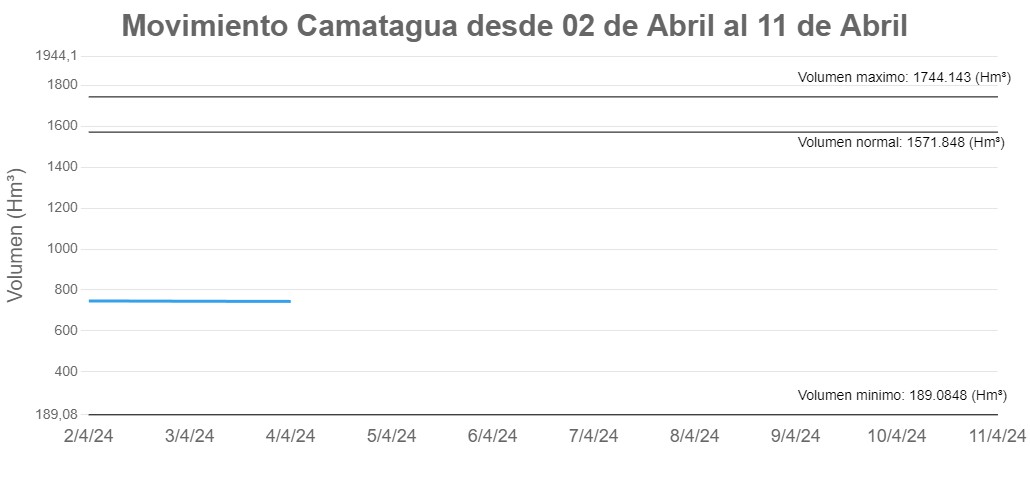 Movimiento Camatagua desde 02 de Abril al 11 de Abril
Volumen (Hm³)
1944,1
1800
1600
1400
1200
1000
800
600
400
189,08
Volumen maximo: 1744.143 (Hm³)
Volumen normal: 1571.848 (Hm³)
Volumen minimo: 189.0848 (Hm³)
2/4/24 3/4/24 4/4/24 5/4/24 6/4/24 7/4/24 8/4/24 9/4/24 10/4/24 11/4/24